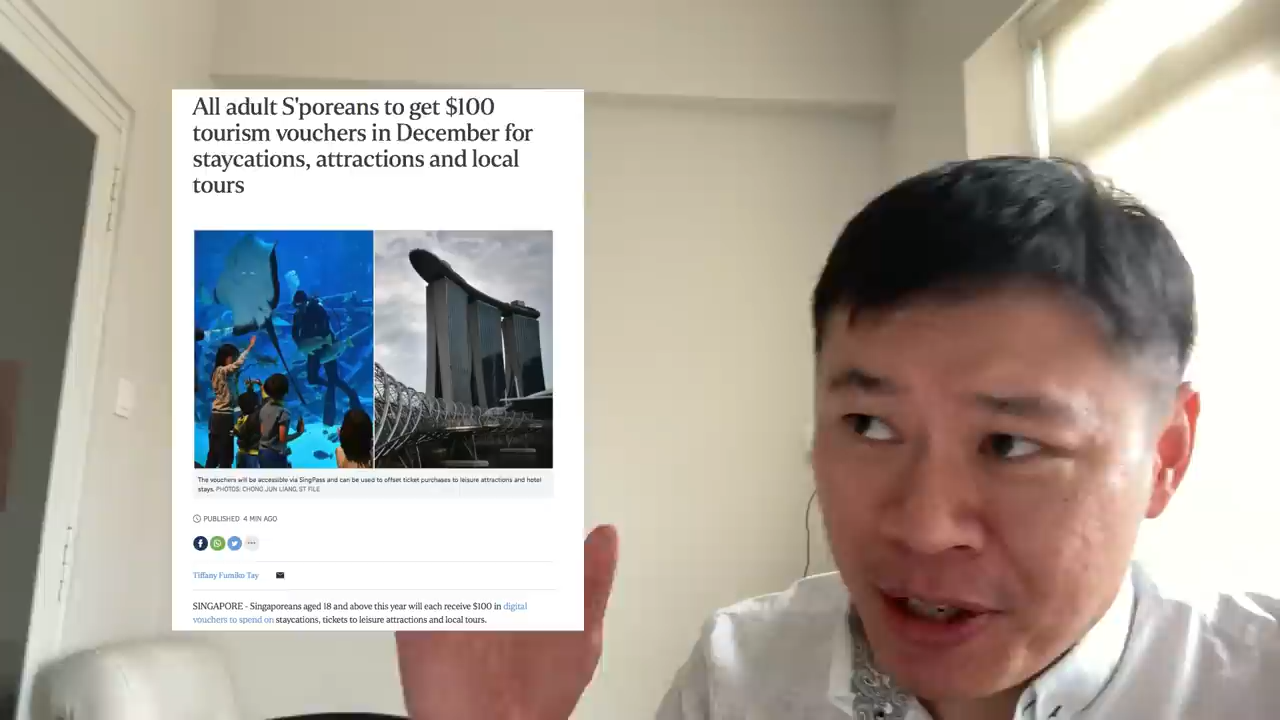 All adult S'poreans to get $100
tourism vouchers in December for
staycations, attractions and local
tours
The vouchers will be accessible via SingPass and can be used to offset ticket purchases to leisure attractions and hotel
stays. PHOTOS: CHONG JUN LIANG, ST FILE
PUBLISHED 4 MIN AGO
Tiffany Fumiko Tay
SINGAPORE - Singaporeans aged 18 and above this year will each receive $100 in digital
vouchers to spend on staycations, tickets to leisure attractions and local tours.